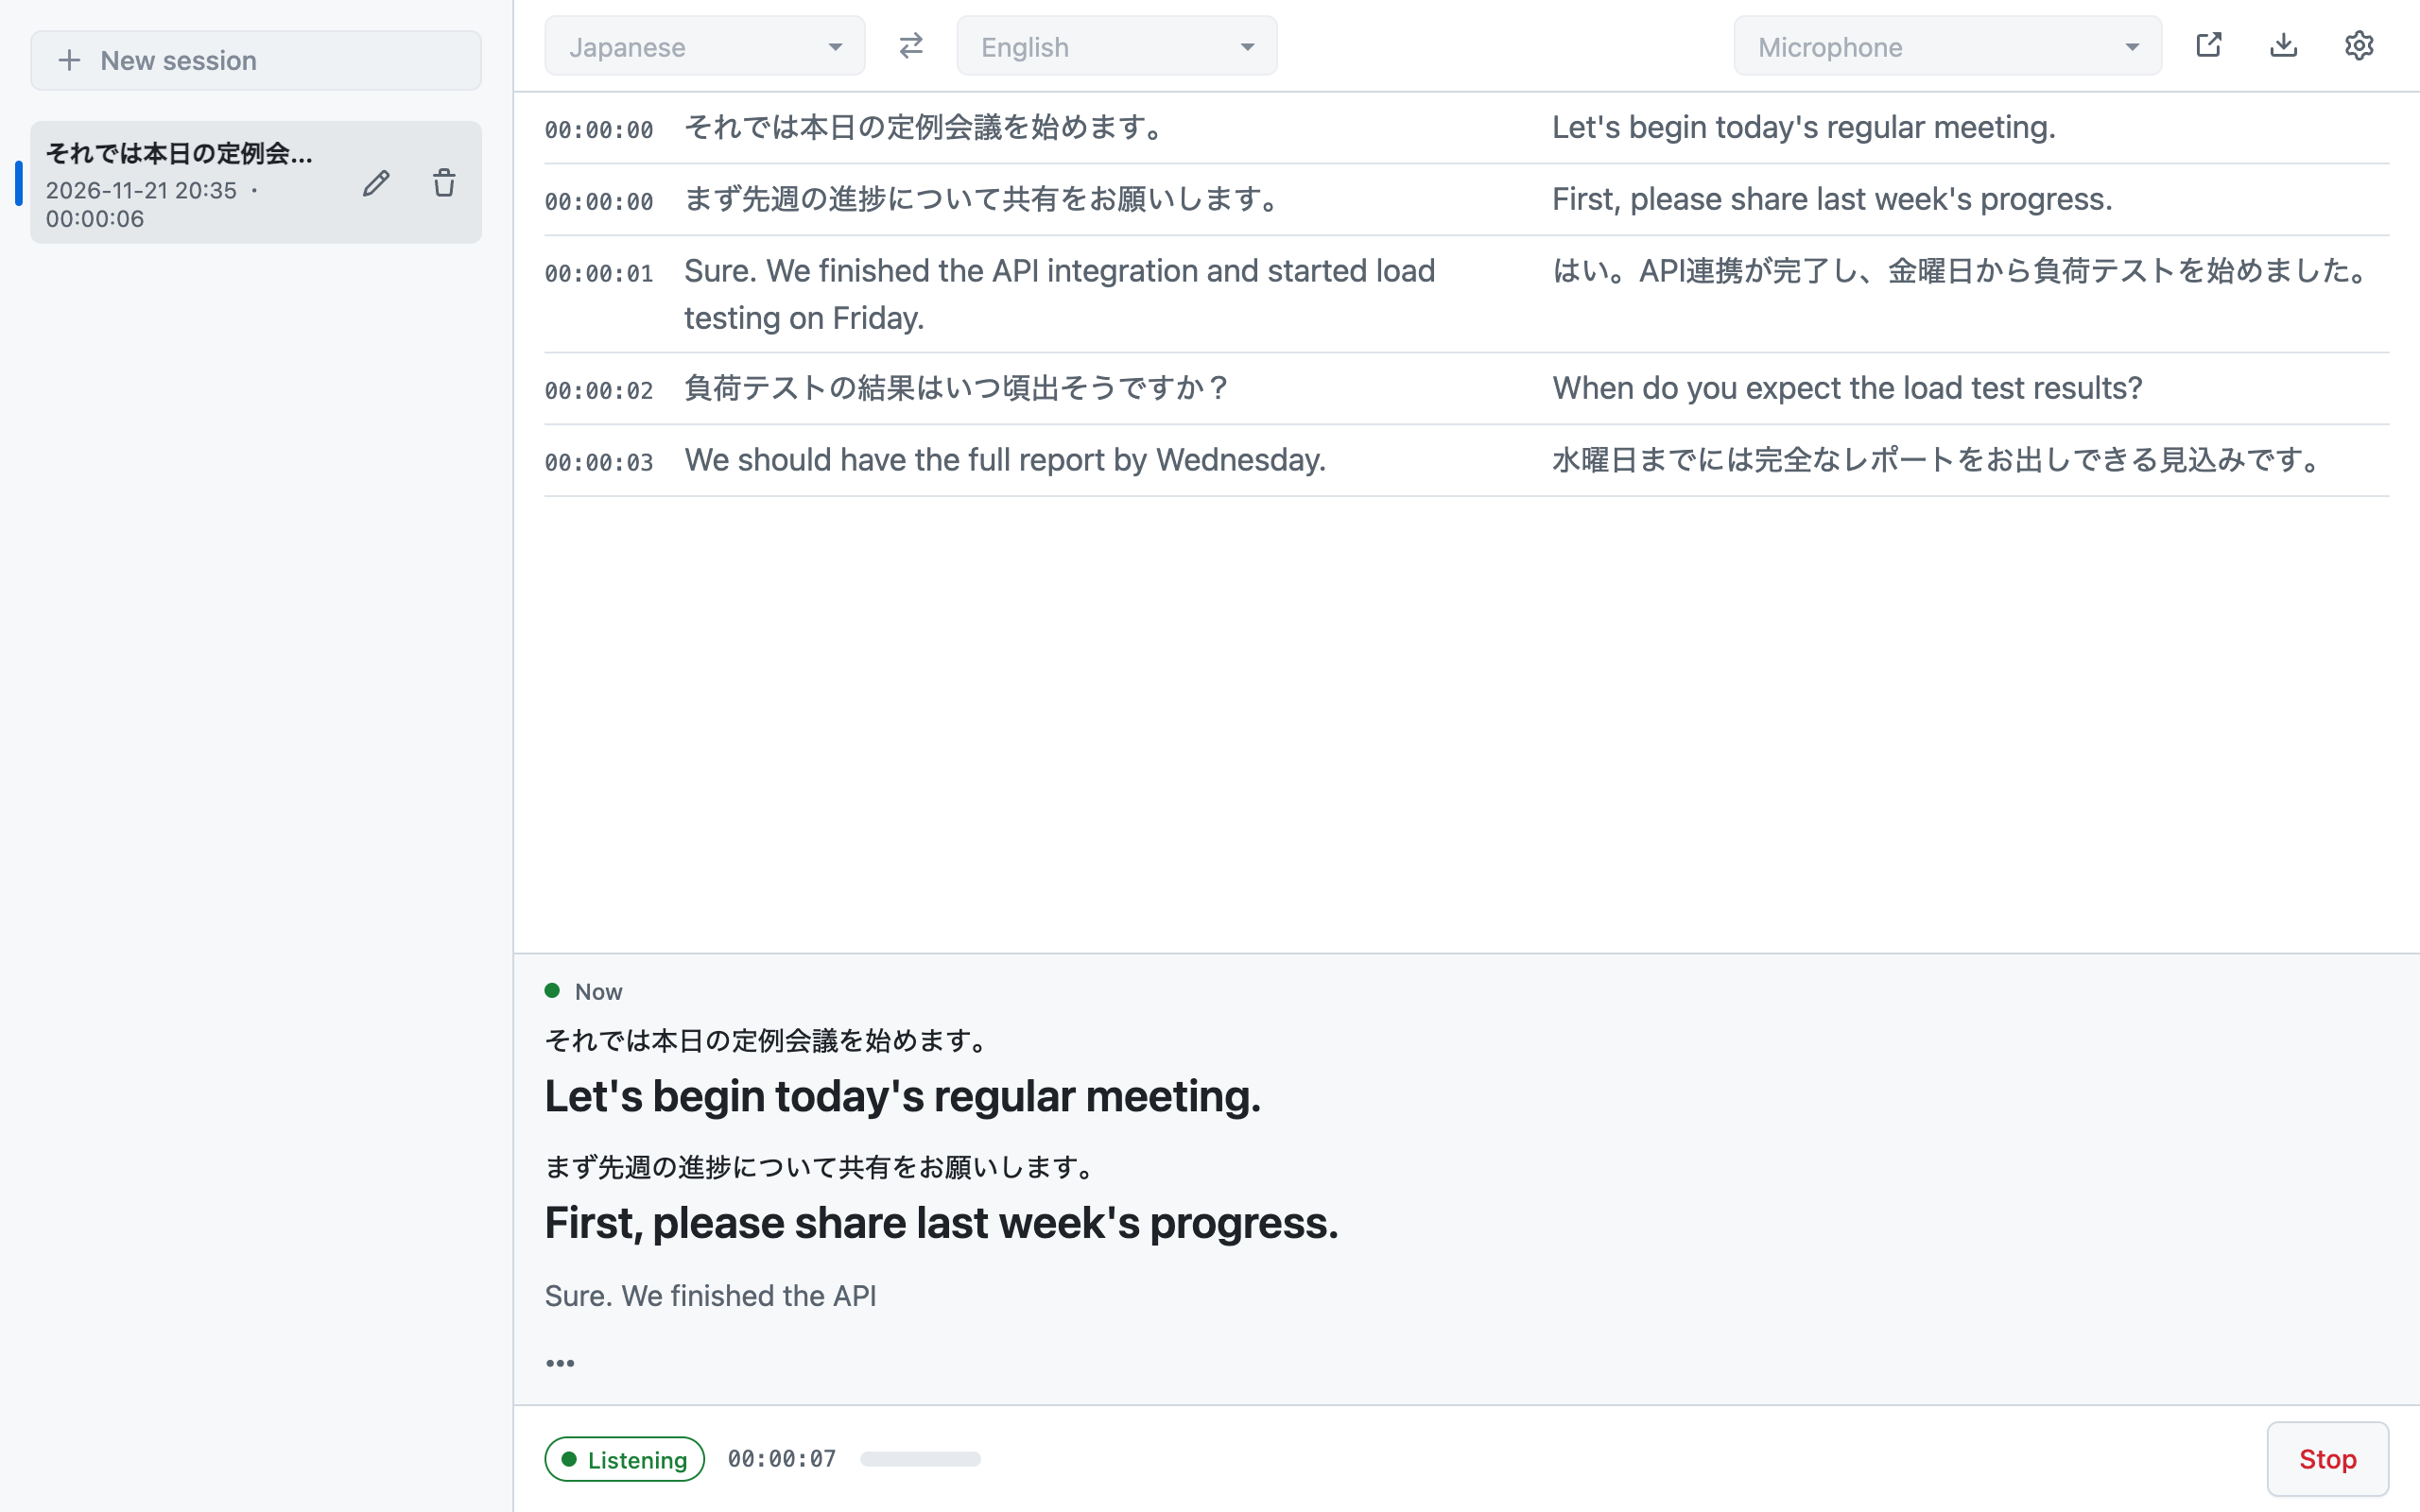 New session
それでは本日の定例会...
2026-11-21 20:35 ·
00:00:06
Japanese
English
Microphone
00:00:00 それでは本日の定例会議を始めます。 Let's begin today's regular meeting.
00:00:00 まず先週の進捗について共有をお願いします。 First, please share last week's progress.
00:00:01 Sure. We finished the API integration and started load はい。API連携が完了し、金曜日から負荷テストを始めました。
testing on Friday.
00:00:02 負荷テストの結果はいつ頃出そうですか？ When do you expect the load test results?
00:00:03 We should have the full report by Wednesday. 水曜日までには完全なレポートをお出しできる見込みです。
Now
それでは本日の定例会議を始めます。
Let's begin today's regular meeting.
まず先週の進捗について共有をお願いします。
First, please share last week's progress.
Sure. We finished the API
...
Listening 00:00:07
Stop